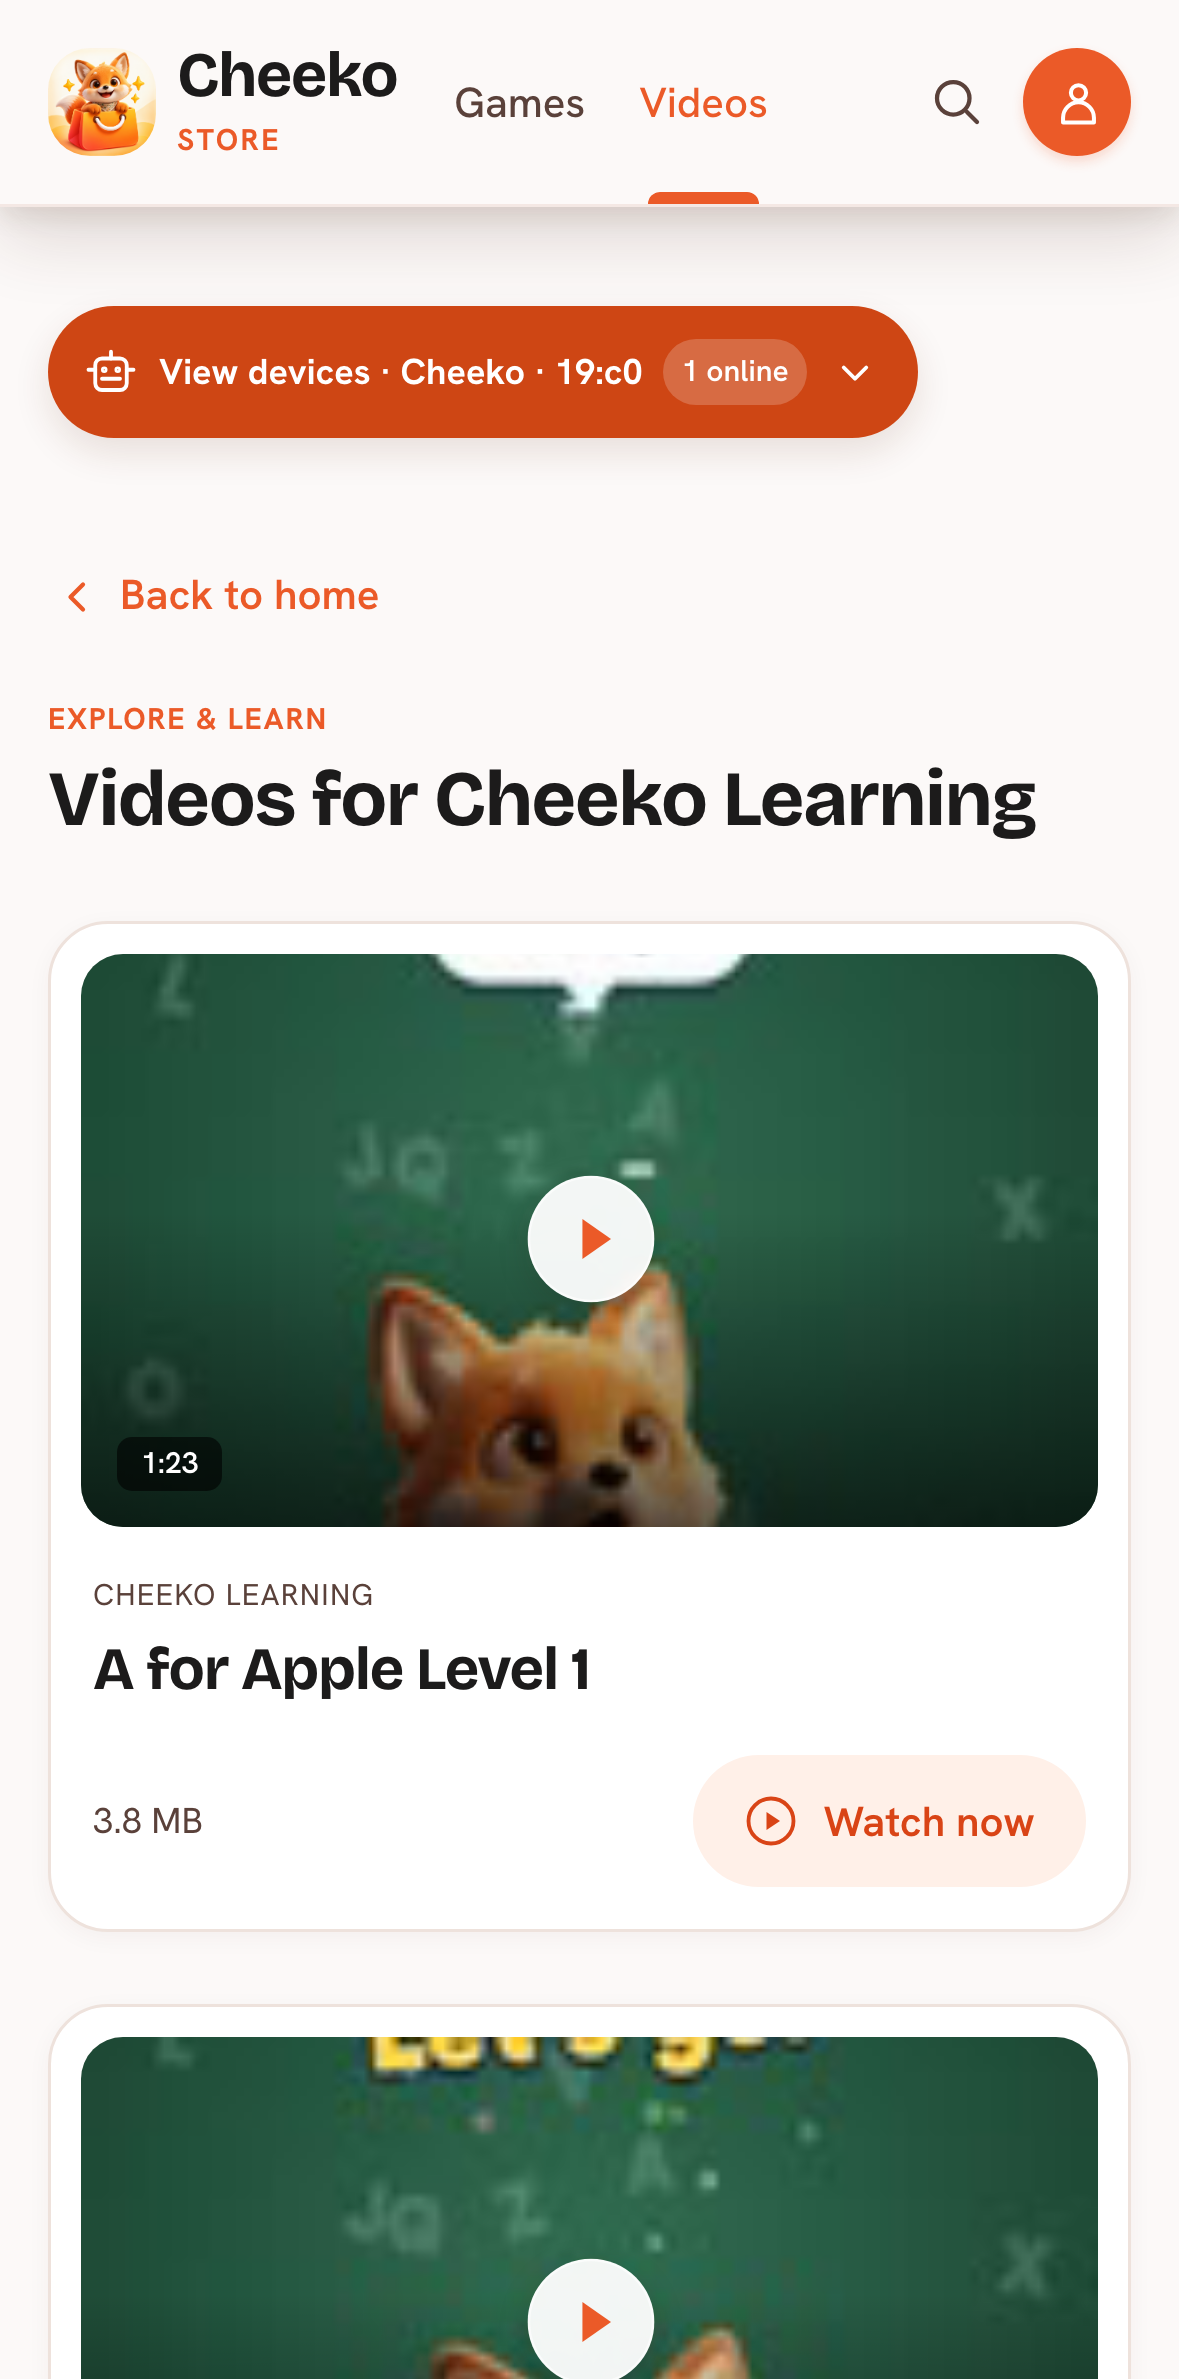 Cheeko
STORE
Games
Videos
View devices · Cheeko · 19:c0
1 online
Back to home
EXPLORE & LEARN
Videos for Cheeko Learning
Z
Y
A
J Q Z
X
O
1:23
CHEEKO LEARNING
A for Apple Level 1
3.8 MB
Watch now
Let's
A
J Q Z
X